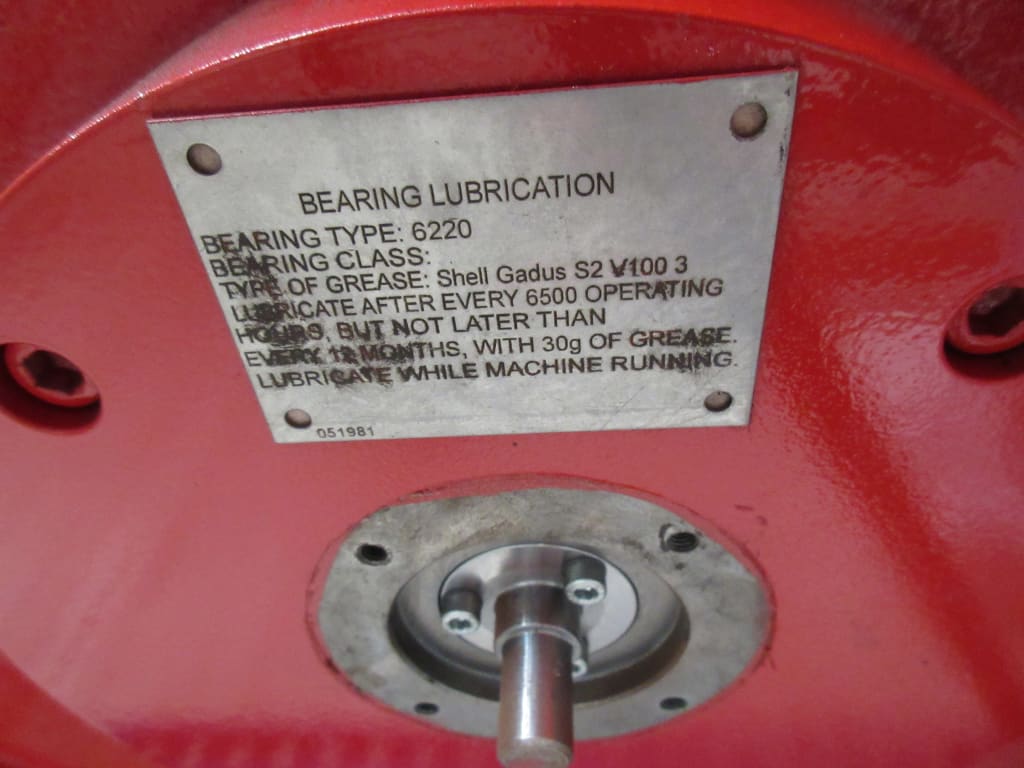 BEARING LUBRICATION
BEARING TYPE: 6220
BEARING CLASS:
TYPE OF GREASE: Shell Gadus S2 V100 3
LUBRICATE AFTER EVERY 6500 OPERATING
HOURS, BUT NOT LATER THAN
EVERY 12 MONTHS, WITH 30g OF GREASE.
LUBRICATE WHILE MACHINE RUNNING.
051981